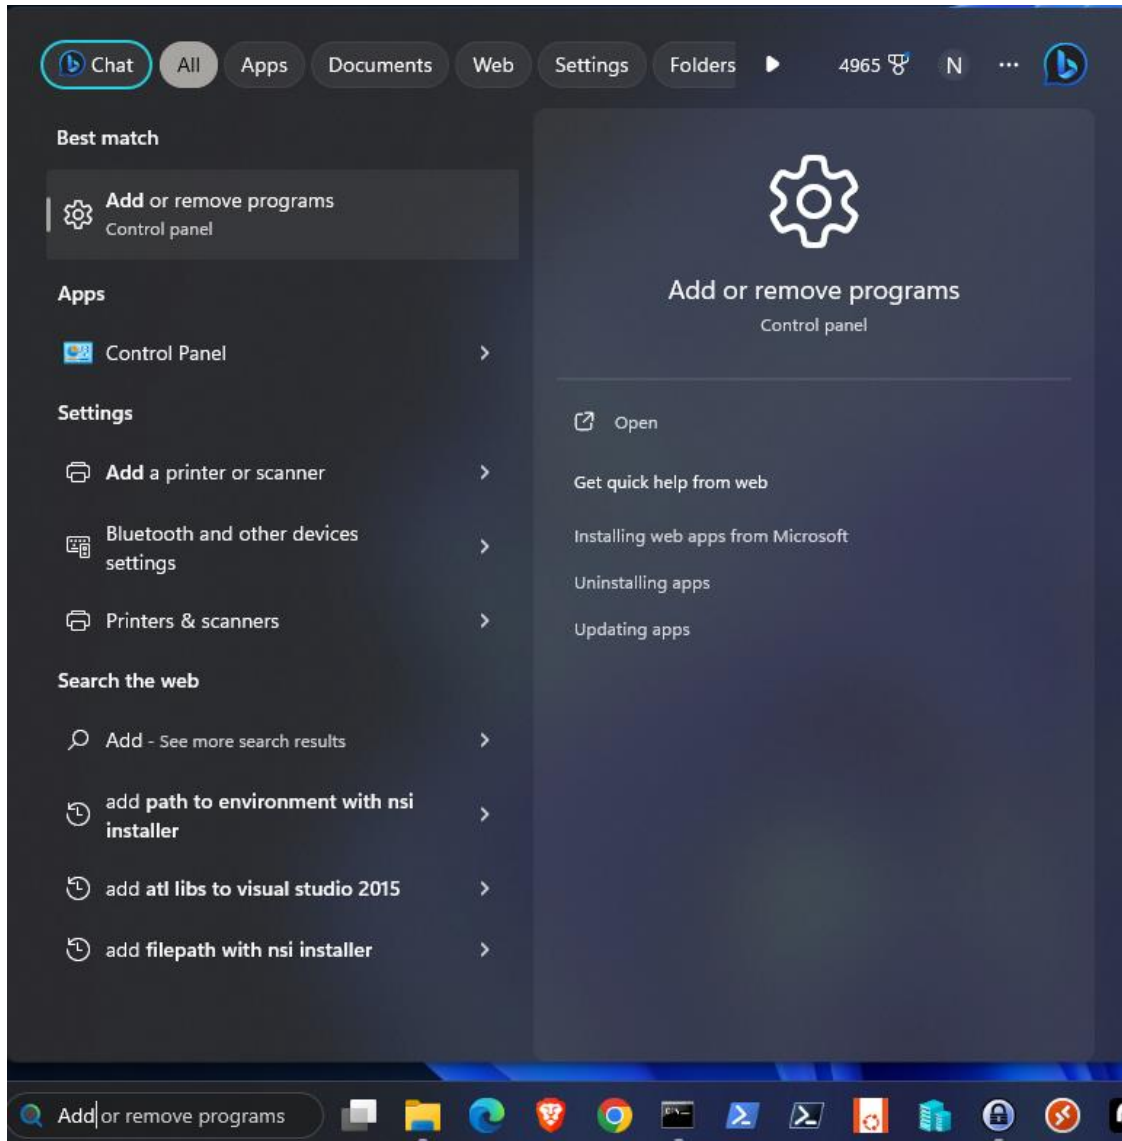 Chat All Apps Documents Web Settings Folders 4965 N ...
Best match
Add or remove programs
Control panel
Apps
Control Panel
Settings
Add a printer or scanner
Bluetooth and other devices
settings
Printers & scanners
Search the web
Add - See more search results
add path to environment with nsi
installer
add atl libs to visual studio 2015
add filepath with nsi installer
Add or remove programs
Control panel
Open
Get quick help from web
Installing web apps from Microsoft
Uninstalling apps
Updating apps
Add or remove programs